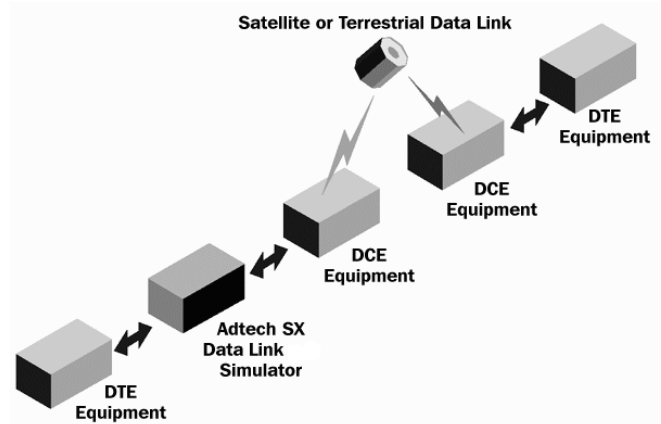 Satellite or Terrestrial Data Link
DTE
Equipment
DCE
Equipment
DCE
Equipment
Adtech SX
Data Link
Simulator
DTE
Equipment